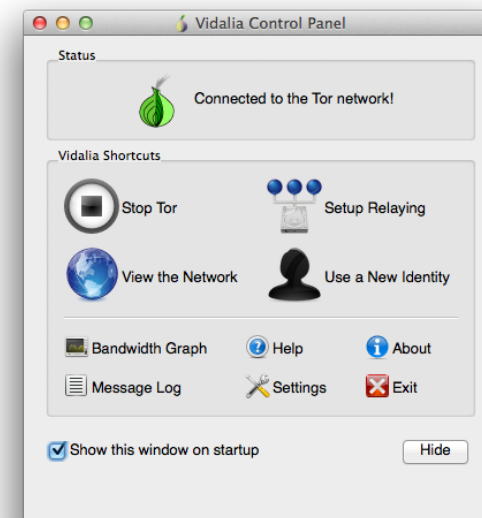 Vidalia Control Panel
Status
Connected to the Tor network!
Vidalia Shortcuts
Stop Tor
Setup Relaying
View the Network
Use a New Identity
Bandwidth Graph
Help
About
Message Log
Settings
Exit
Show this window on startup
Hide